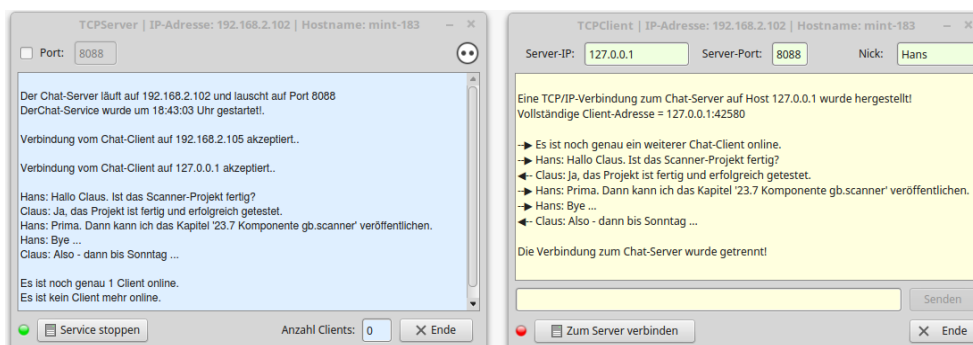 TCPServer | IP-Adresse: 192.168.2.102 | Hostname: mint-183
Port: 8088
Der Chat-Server läuft auf 192.168.2.102 und lauscht auf Port 8088
DerChat-Service wurde um 18:43:03 Uhr gestartet!.
Verbindung vom Chat-Client auf 192.168.2.105 akzeptiert..
Verbindung vom Chat-Client auf 127.0.0.1 akzeptiert..
Hans: Hallo Claus. Ist das Scanner-Projekt fertig?
Claus: Ja, das Projekt ist fertig und erfolgreich getestet.
Hans: Prima. Dann kann ich das Kapitel '23.7 Komponente gb.scanner' veröffentlichen.
Hans: Bye ...
Claus: Also - dann bis Sonntag ...
Es ist noch genau 1 Client online.
Es ist kein Client mehr online.
Service stoppen Anzahl Clients: 0 Ende
TCPClient | IP-Adresse: 192.168.2.102 | Hostname: mint-183
Server-IP: 127.0.0.1 Server-Port: 8088 Nick: Hans
Eine TCP/IP-Verbindung zum Chat-Server auf Host 127.0.0.1 wurde hergestellt!
Vollständige Client-Adresse = 127.0.0.1:42580
--► Es ist noch genau ein weiterer Chat-Client online.
--► Hans: Hallo Claus. Ist das Scanner-Projekt fertig?
◄-- Claus: Ja, das Projekt ist fertig und erfolgreich getestet.
--► Hans: Prima. Dann kann ich das Kapitel '23.7 Komponente gb.scanner' veröffentlichen.
--► Hans: Bye ...
◄-- Claus: Also - dann bis Sonntag ...
Die Verbindung zum Chat-Server wurde getrennt!
Senden
Zum Server verbinden Ende